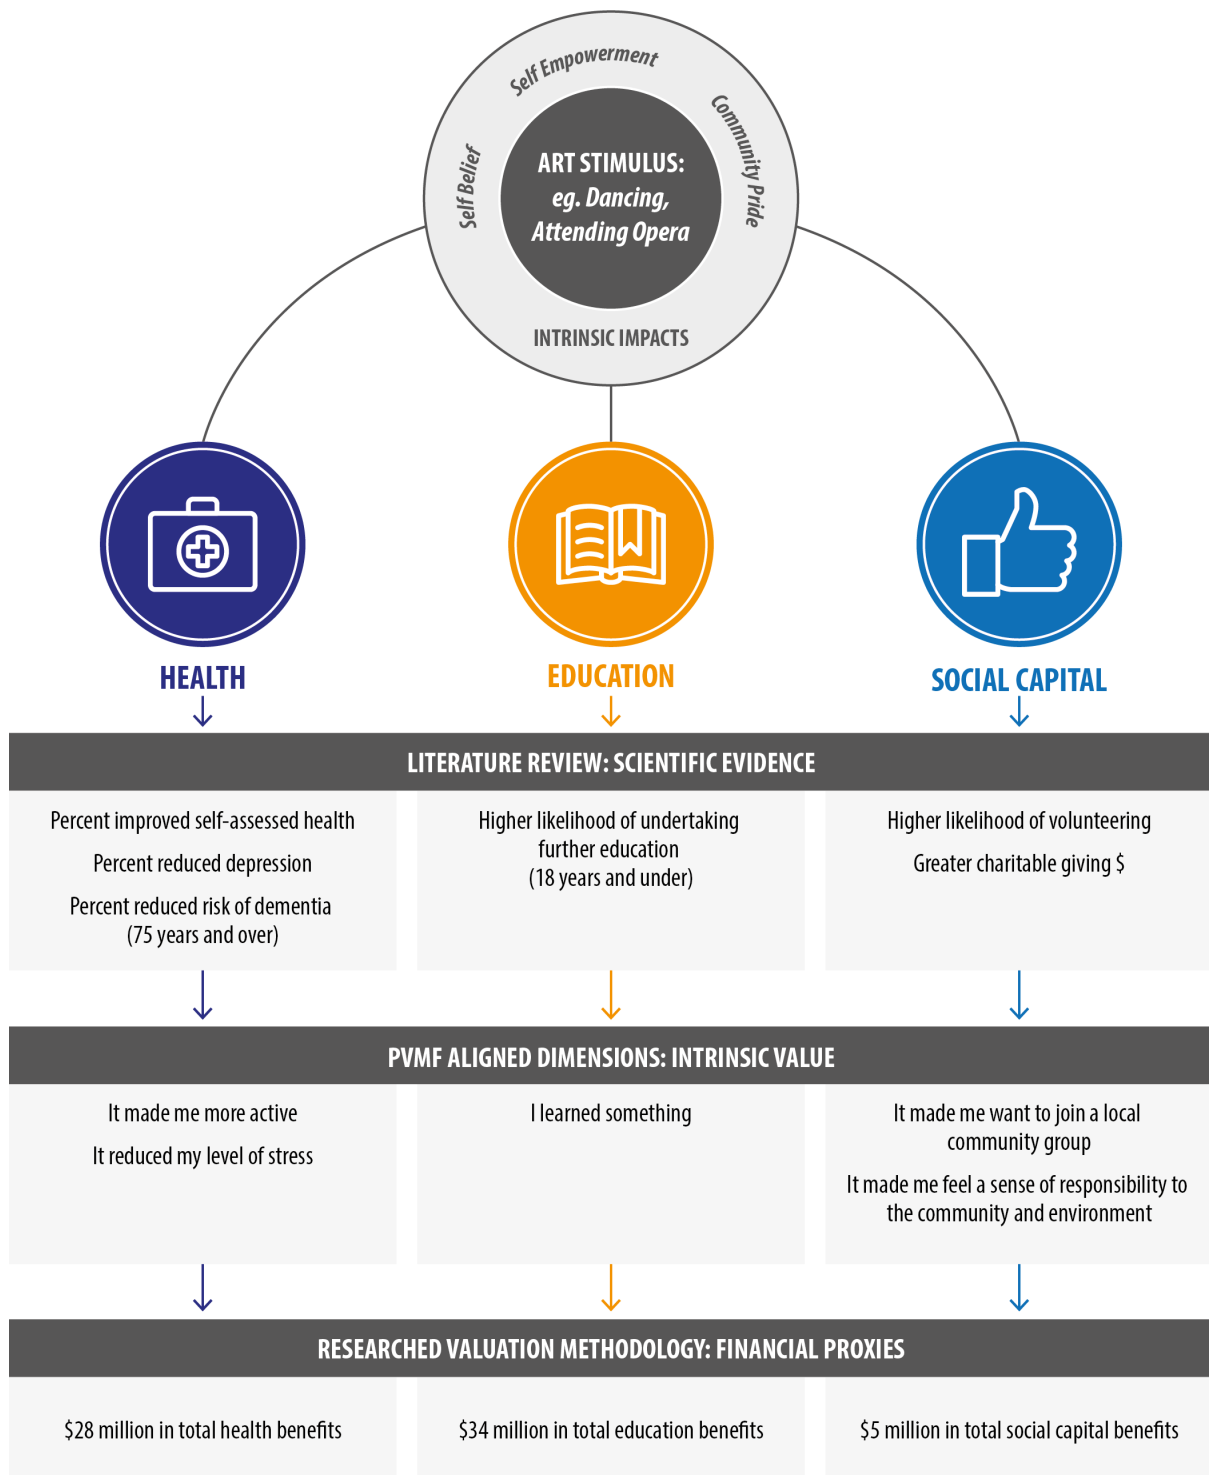 Self Empowerment
Self Belief
Community Pride
ART STIMULUS:
eg. Dancing,
Attending Opera
INTRINSIC IMPACTS
HEALTH
EDUCATION
SOCIAL CAPITAL
LITERATURE REVIEW: SCIENTIFIC EVIDENCE
Percent improved self-assessed health
Percent reduced depression
Percent reduced risk of dementia
(75 years and over)
Higher likelihood of undertaking
further education
(18 years and under)
Higher likelihood of volunteering
Greater charitable giving $
PVMF ALIGNED DIMENSIONS: INTRINSIC VALUE
It made me more active
It reduced my level of stress
I learned something
It made me want to join a local
community group
It made me feel a sense of responsibility to
the community and environment
RESEARCHED VALUATION METHODOLOGY: FINANCIAL PROXIES
$28 million in total health benefits
$34 million in total education benefits
$5 million in total social capital benefits